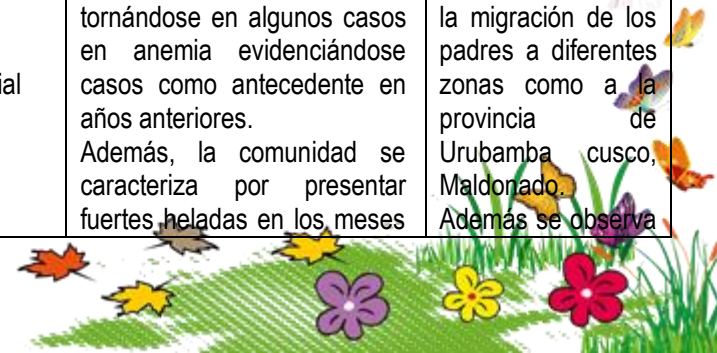 ial
tornándose en algunos casos
en anemia evidenciándose
casos como antecedente en
años anteriores.
Además, la comunidad se
caracteriza por presentar
fuertes heladas en los meses
la migración de los
padres a diferentes
zonas como a la
provincia de
Urubamba cusco,
Maldonado.
Además se observa